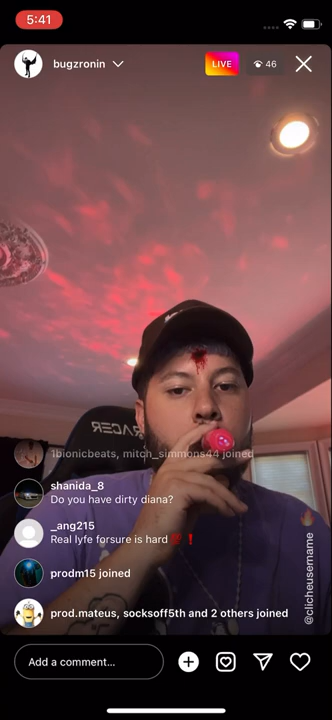 5:41
bugzronin
LIVE
46
RACER
1bionicbeats, mitch_simmons44 joined
shanida_8
Do you have dirty diana?
_ang215
Real lyfe forsure is hard 💯❗
prodm15 joined
prod.mateus, socksoff5th and 2 others joined
@clicheusemame
Add a comment...